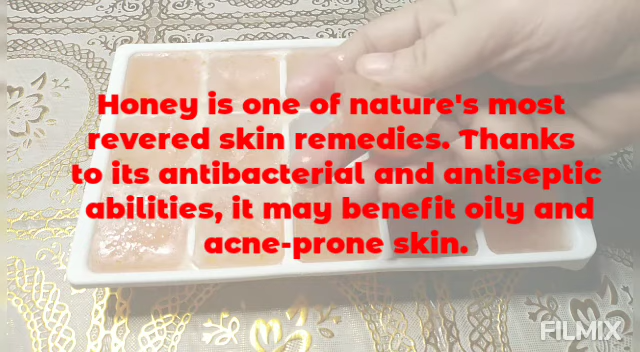 Honey is one of nature's most
revered skin remedies. Thanks
to its antibacterial and antiseptic
abilities, it may benefit oily and
acne-prone skin.
FILMIX